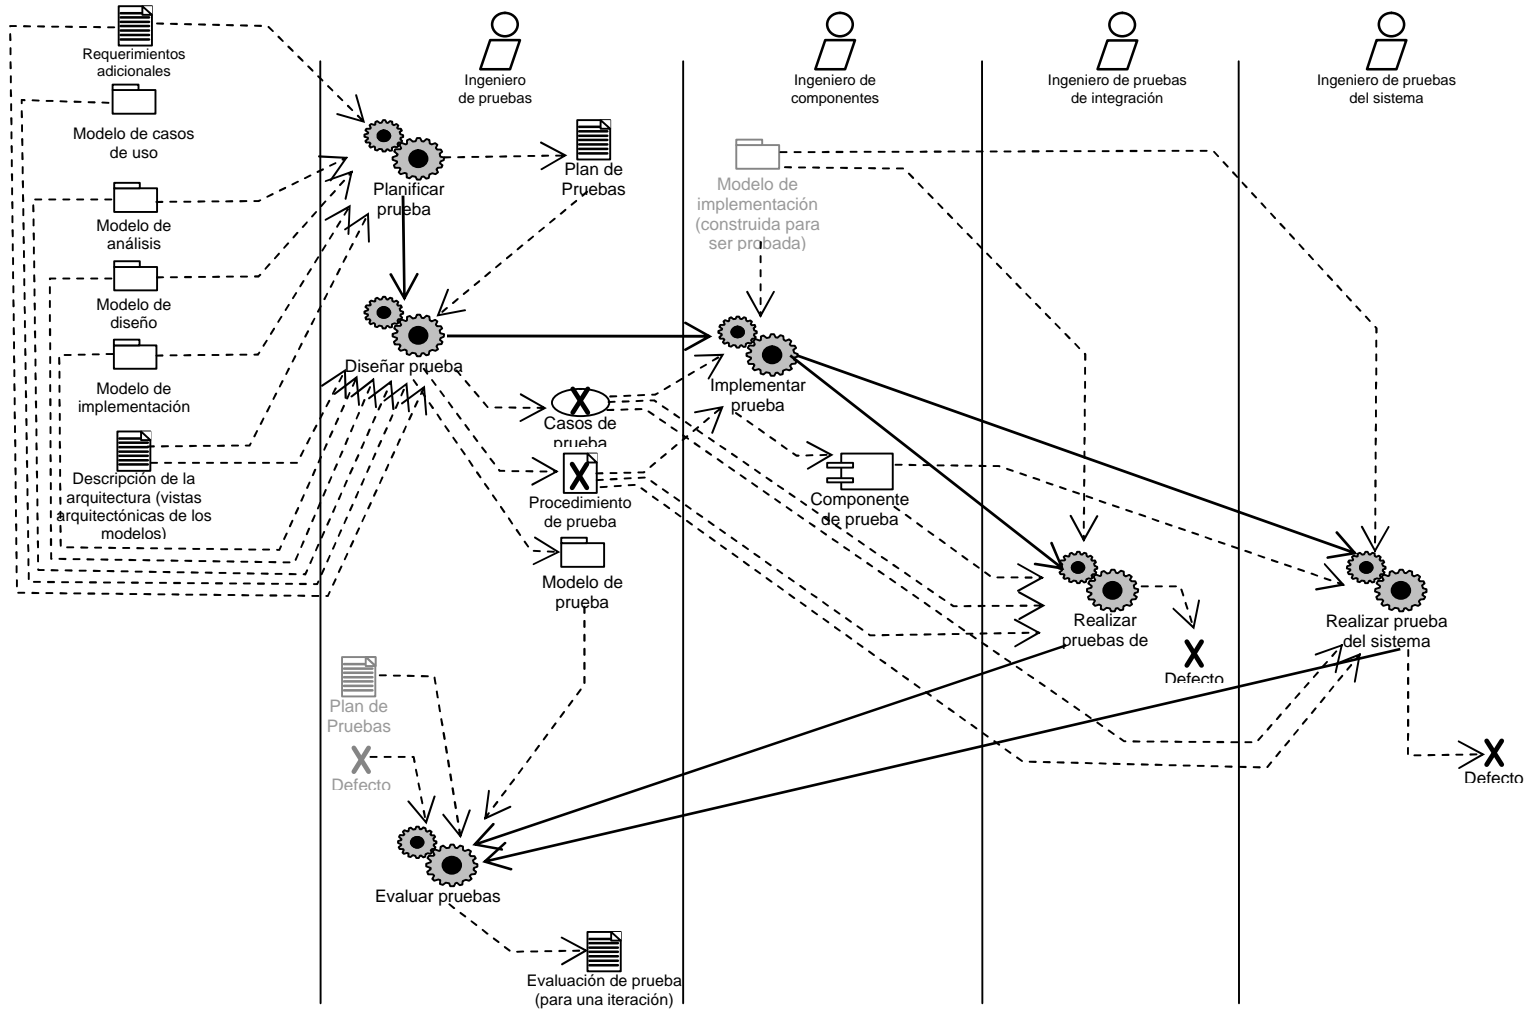 Requerimientos
adicionales
Modelo de casos
de uso
Modelo de
análisis
Modelo de
diseño
Modelo de
implementación
Descripción de la
arquitectura (vistas
arquitectónicas de los
modelos)
Ingeniero
de pruebas
Planificar
prueba
Plan de
Pruebas
Diseñar prueba
Casos de
prueba
Procedimiento
de prueba
Modelo de
prueba
Plan de
Pruebas
Defecto
Evaluar pruebas
Evaluación de prueba
(para una iteración)
Ingeniero de
componentes
Modelo de
implementación
(construida para
ser probada)
Implementar
prueba
Componente
de prueba
Ingeniero de pruebas
de integración
Realizar
pruebas de
Defecto
Ingeniero de pruebas
del sistema
Realizar prueba
del sistema
Defecto